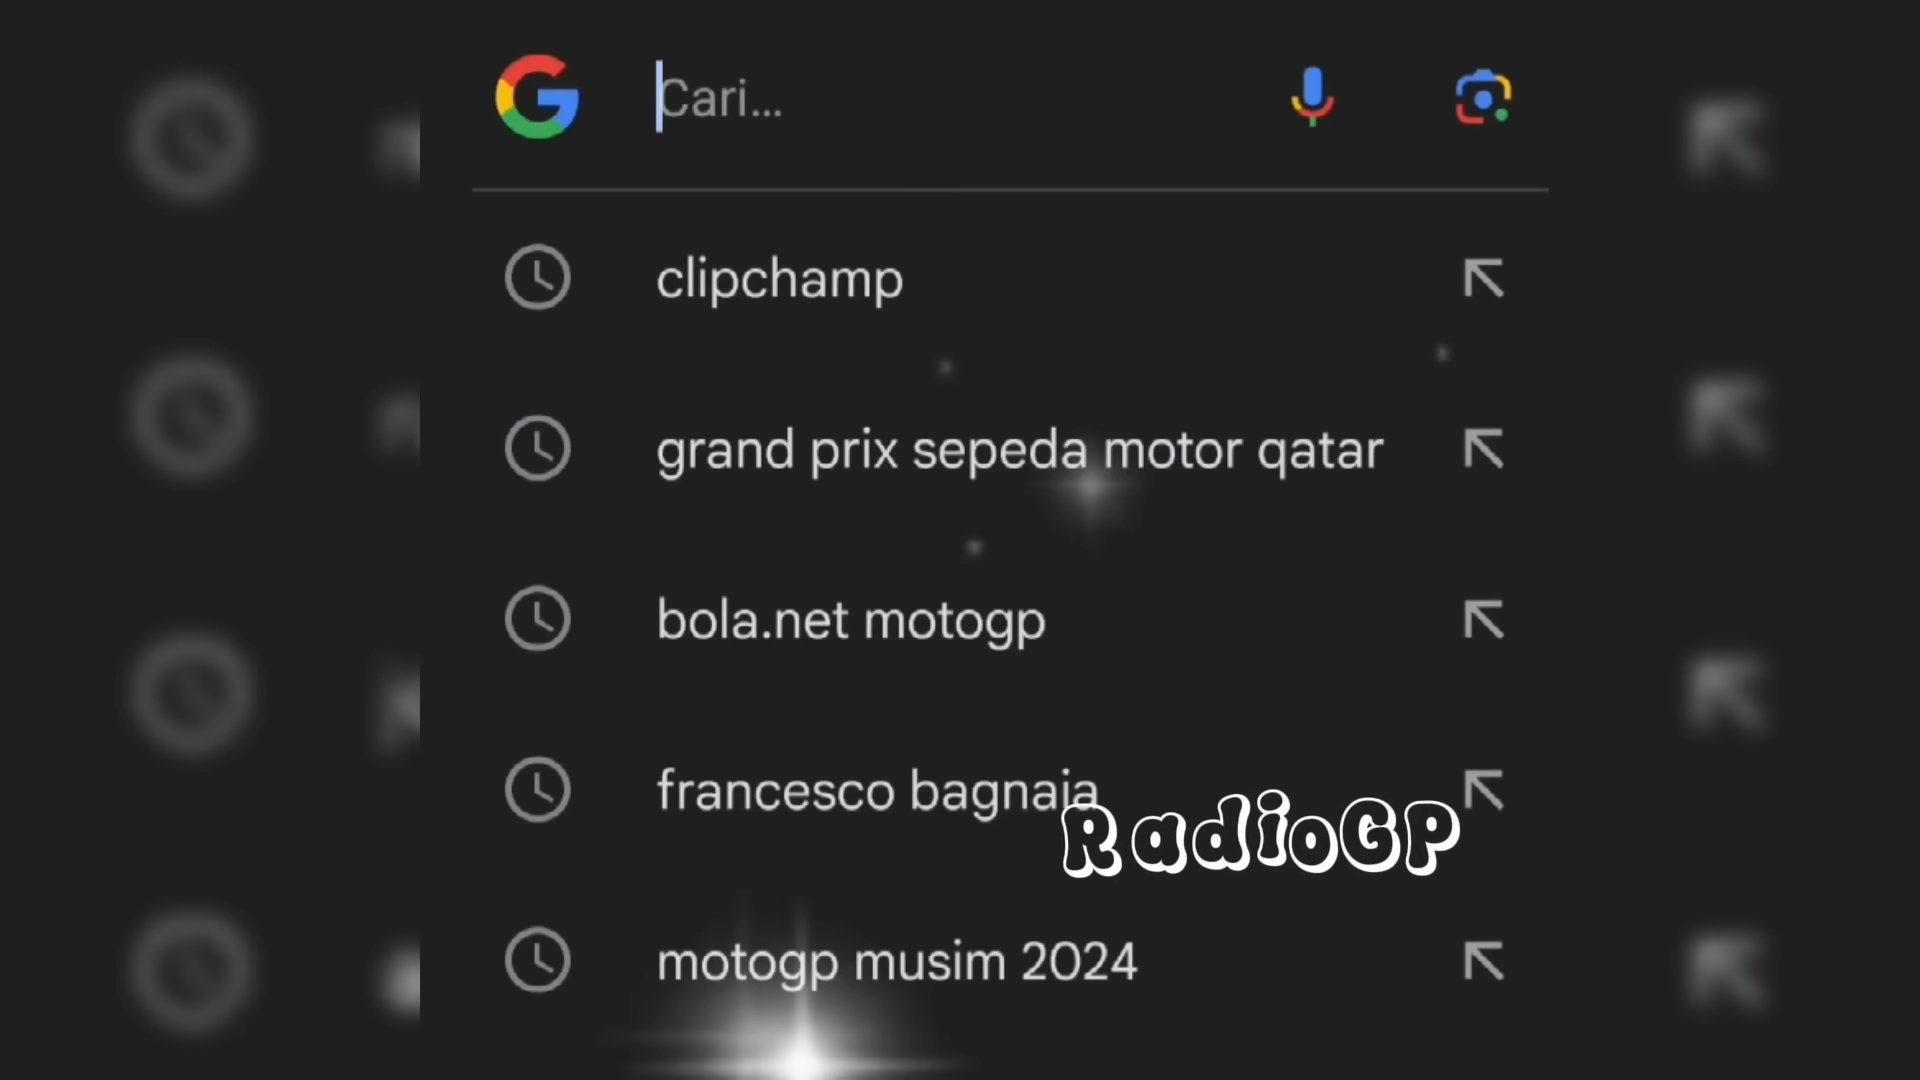 Cari...
clipchamp
grand prix sepeda motor qatar
bola.net motogp
francesco bagnaia
RadioGP
motogp musim 2024